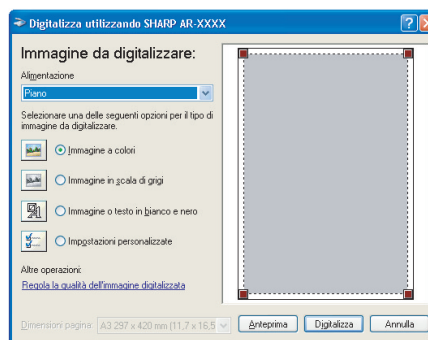 Digitalizza utilizzando SHARP AR-XXXX
Immagine da digitalizzare:
Alimentazione
Piano
Selezionare una delle seguenti opzioni per il tipo di
immagine da digitalizzare.
Immagine a colori
Immagine in scala di grigi
Immagine o testo in bianco e nero
Impostazioni personalizzate
Altre operazioni:
Regola la qualità dell'immagine digitalizzata
Dimensioni pagina: A3 297 x 420 mm (11,7 x 16,5
Anteprima Digitalizza Annulla